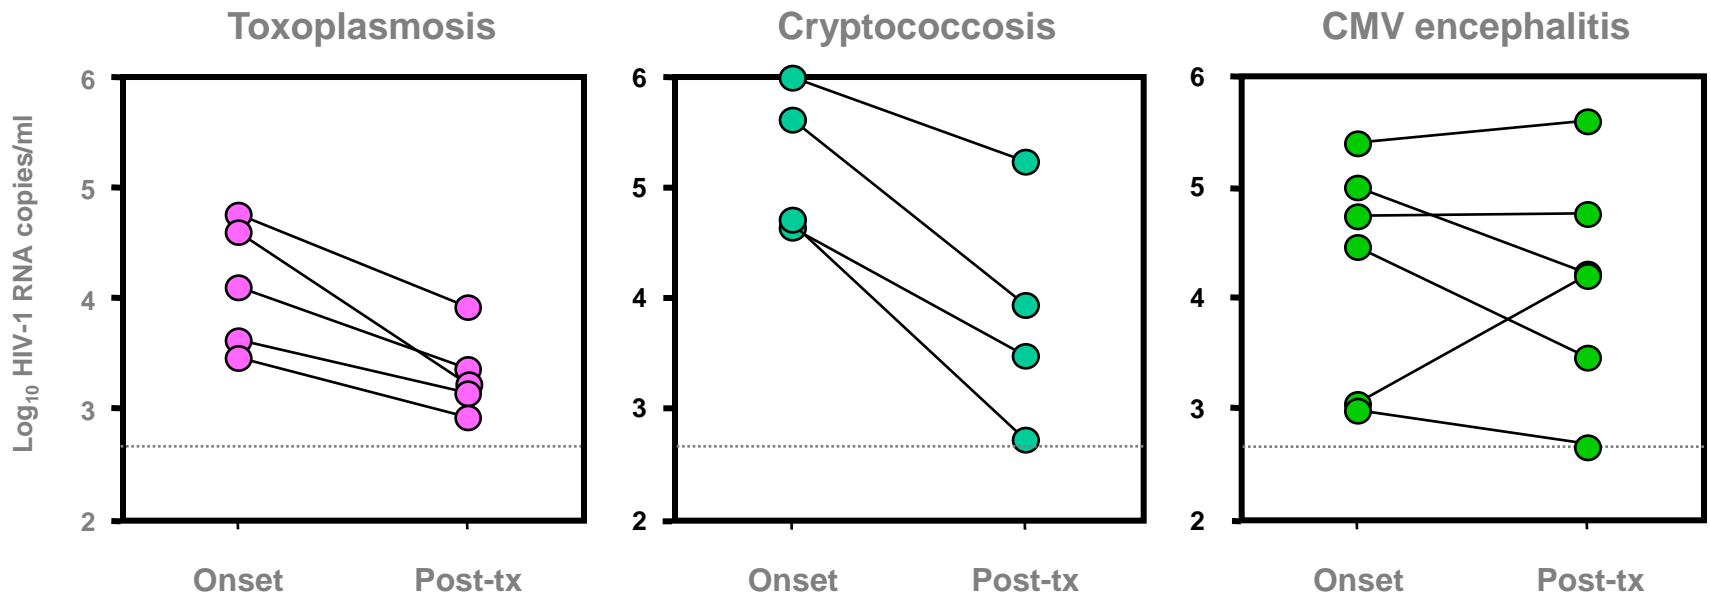 Toxoplasmosis
Cryptococcosis
CMV encephalitis
Log₁₀ HIV-1 RNA copies/ml
6
5
4
3
2
6
5
4
3
2
6
5
4
3
2
Onset Post-tx
Onset Post-tx
Onset Post-tx